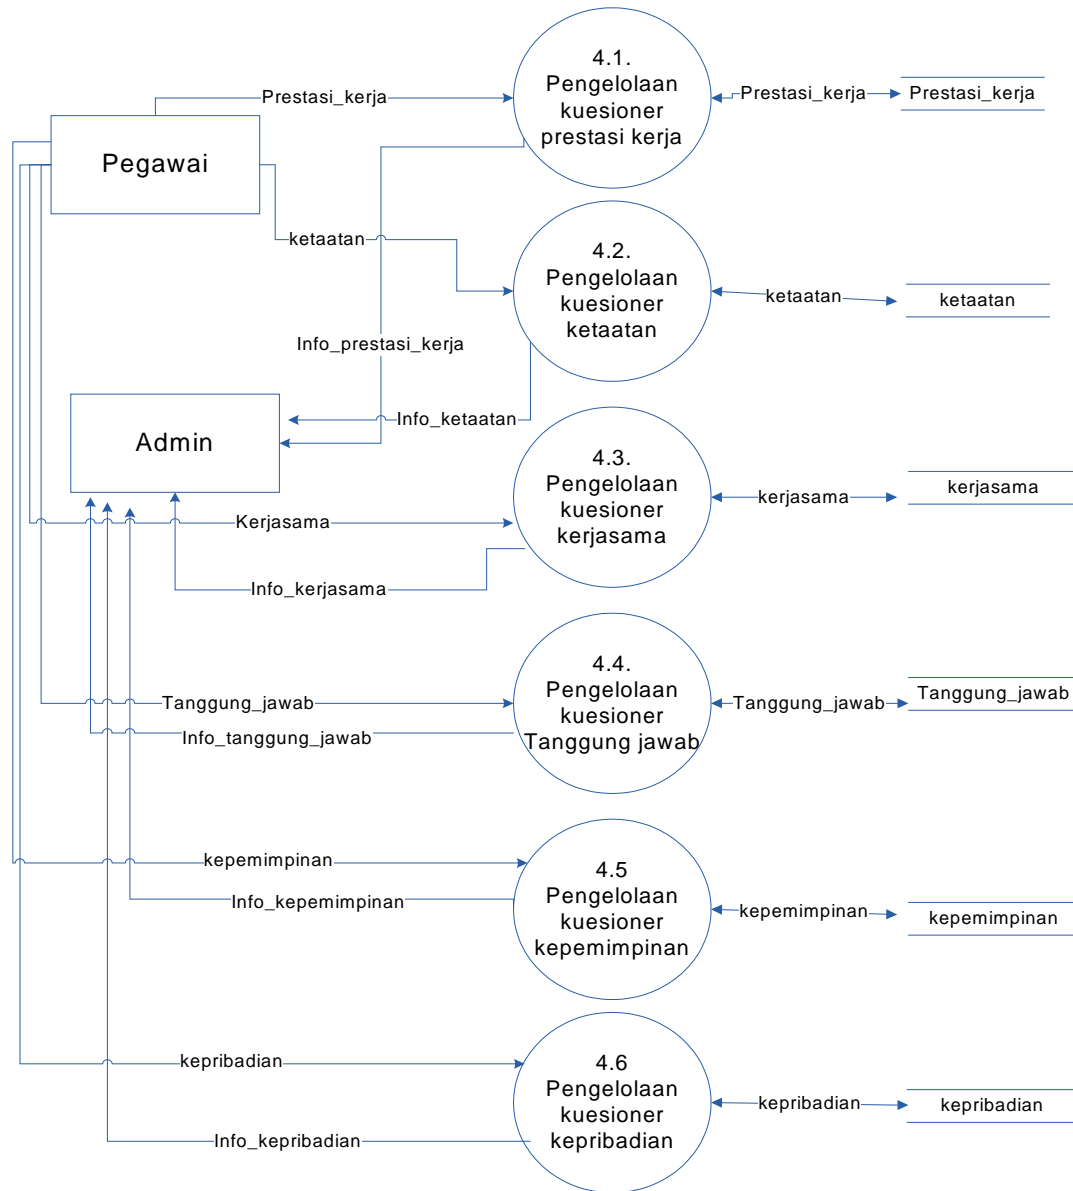 4.1.
Pengelolaan
kuesioner
prestasi kerja
Prestasi_kerja
Prestasi_kerja
Prestasi_kerja
Pegawai
ketaatan
4.2.
Pengelolaan
kuesioner
ketaatan
ketaatan
ketaatan
Info_prestasi_kerja
Info_ketaatan
Admin
4.3.
Pengelolaan
kuesioner
kerjasama
kerjasama
kerjasama
Kerjasama
Info_kerjasama
4.4.
Pengelolaan
kuesioner
Tanggung jawab
Tanggung_jawab
Tanggung_jawab
Tanggung_jawab
Info_tanggung_jawab
kepemimpinan
Info_kepemimpinan
4.5
Pengelolaan
kuesioner
kepemimpinan
kepemimpinan
kepemimpinan
kepribadian
4.6
Pengelolaan
kuesioner
kepribadian
kepribadian
kepribadian
Info_kepribadian